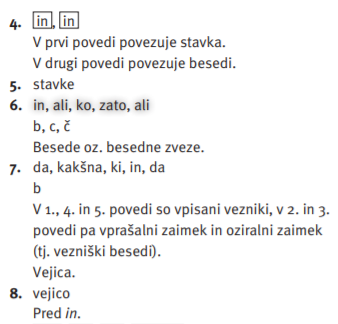 4. in, in
V prvi povedi povezuje stavka.
V drugi povedi povezuje besedi.
5. stavke
6. in, ali, ko, zato, ali
b, c, č
Besede oz. besedne zveze.
7. da, kakšna, ki, in, da
b
V 1., 4. in 5. povedi so vpisani vezniki, v 2. in 3.
povedi pa vprašalni zaimek in oziralni zaimek
(tj. vezniški besedi).
Vejica.
8. vejico
Pred in.